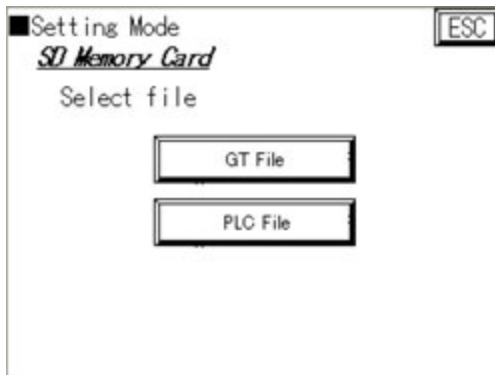 ■Setting Mode
ESC
SD Memory Card
Select file
GT File
PLC File